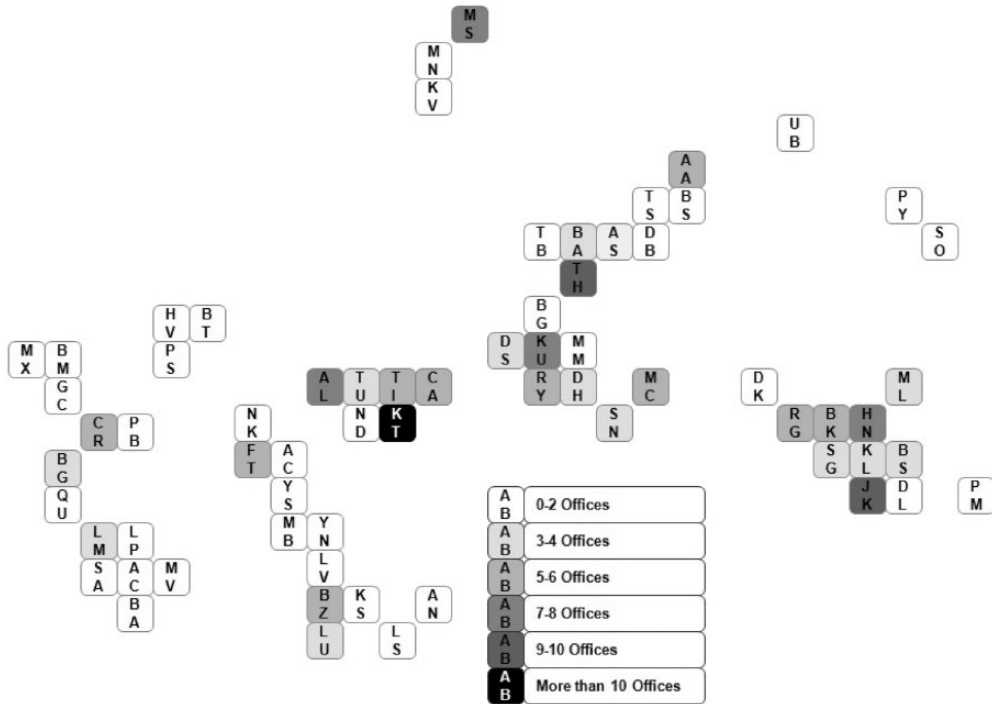 MS
MN
KV
UB
AA
TS BS PY
TB BA AS DB SO
TH
HV BT BG
MX BM PS DS KU MM
GC AL TU TI CA RY DH MC DK ML
CR PB NK ND KT SN RG BK HN
BG FT AC SG KL BS
QU YS JK DL PM
LM LP MB YN
SA AC MV LV
BA BZ KS AN
LU LS
AB 0-2 Offices
AB 3-4 Offices
AB 5-6 Offices
AB 7-8 Offices
AB 9-10 Offices
AB More than 10 Offices